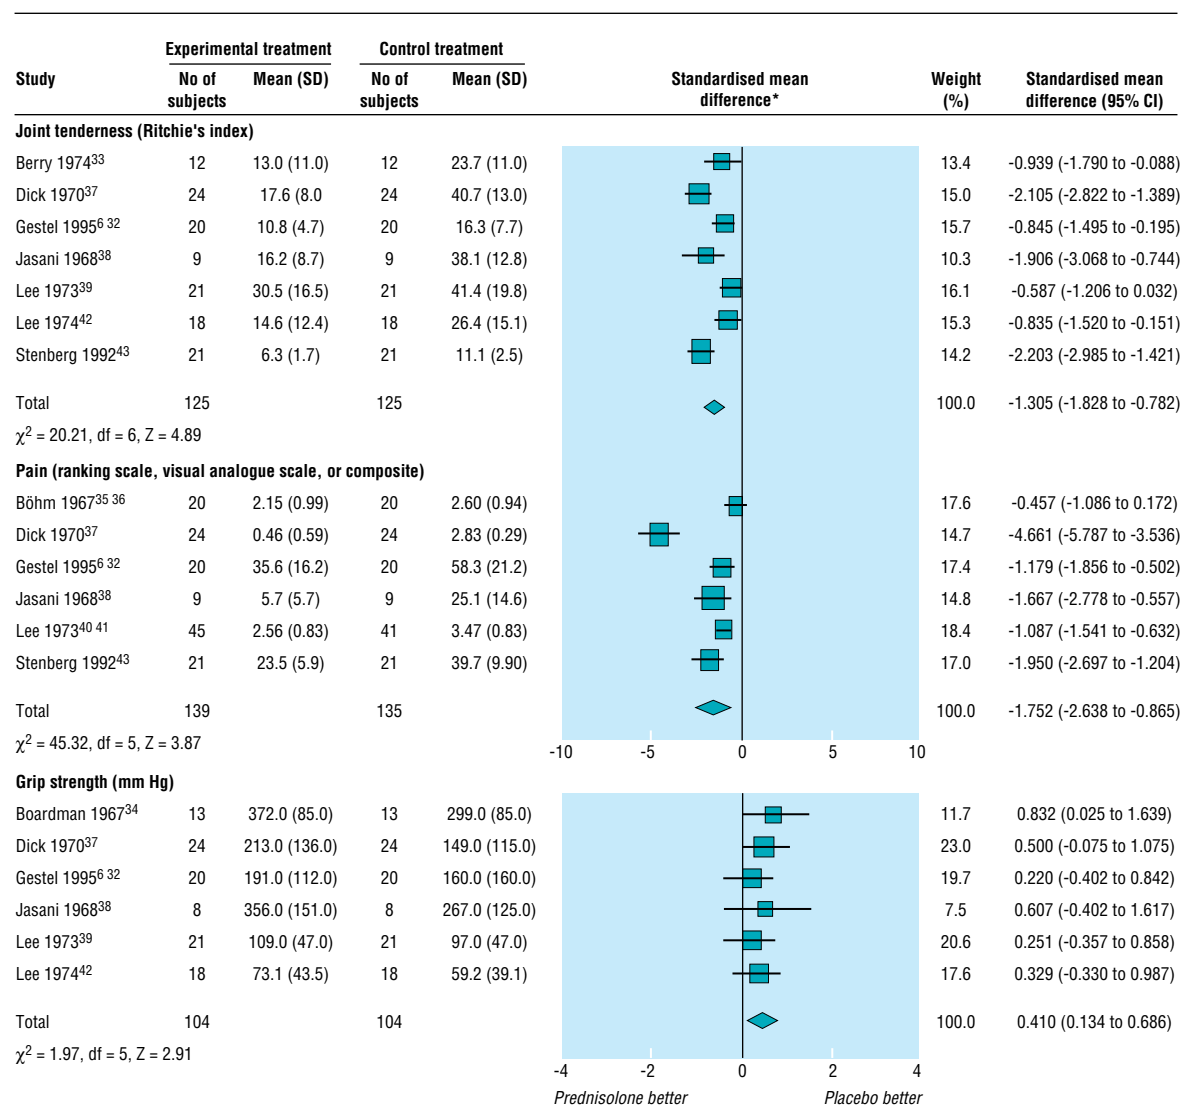 Experimental treatment Control treatment
Study No of subjects Mean (SD) No of subjects Mean (SD) Standardised mean difference* Weight (%) Standardised mean difference (95% CI)
Joint tenderness (Ritchie's index)
Berry 1974³³ 12 13.0 (11.0) 12 23.7 (11.0) 13.4 -0.939 (-1.790 to -0.088)
Dick 1970³⁷ 24 17.6 (8.0 24 40.7 (13.0) 15.0 -2.105 (-2.822 to -1.389)
Gestel 1995⁶ ³² 20 10.8 (4.7) 20 16.3 (7.7) 15.7 -0.845 (-1.495 to -0.195)
Jasani 1968³⁸ 9 16.2 (8.7) 9 38.1 (12.8) 10.3 -1.906 (-3.068 to -0.744)
Lee 1973³⁹ 21 30.5 (16.5) 21 41.4 (19.8) 16.1 -0.587 (-1.206 to 0.032)
Lee 1974⁴² 18 14.6 (12.4) 18 26.4 (15.1) 15.3 -0.835 (-1.520 to -0.151)
Stenberg 1992⁴³ 21 6.3 (1.7) 21 11.1 (2.5) 14.2 -2.203 (-2.985 to -1.421)
Total 125 125 100.0 -1.305 (-1.828 to -0.782)
χ² = 20.21, df = 6, Z = 4.89
Pain (ranking scale, visual analogue scale, or composite)
Böhm 1967³⁵ ³⁶ 20 2.15 (0.99) 20 2.60 (0.94) 17.6 -0.457 (-1.086 to 0.172)
Dick 1970³⁷ 24 0.46 (0.59) 24 2.83 (0.29) 14.7 -4.661 (-5.787 to -3.536)
Gestel 1995⁶ ³² 20 35.6 (16.2) 20 58.3 (21.2) 17.4 -1.179 (-1.856 to -0.502)
Jasani 1968³⁸ 9 5.7 (5.7) 9 25.1 (14.6) 14.8 -1.667 (-2.778 to -0.557)
Lee 1973⁴⁰ ⁴¹ 45 2.56 (0.83) 41 3.47 (0.83) 18.4 -1.087 (-1.541 to -0.632)
Stenberg 1992⁴³ 21 23.5 (5.9) 21 39.7 (9.90) 17.0 -1.950 (-2.697 to -1.204)
Total 139 135 100.0 -1.752 (-2.638 to -0.865)
χ² = 45.32, df = 5, Z = 3.87
-10 -5 0 5 10
Grip strength (mm Hg)
Boardman 1967³⁴ 13 372.0 (85.0) 13 299.0 (85.0) 11.7 0.832 (0.025 to 1.639)
Dick 1970³⁷ 24 213.0 (136.0) 24 149.0 (115.0) 23.0 0.500 (-0.075 to 1.075)
Gestel 1995⁶ ³² 20 191.0 (112.0) 20 160.0 (160.0) 19.7 0.220 (-0.402 to 0.842)
Jasani 1968³⁸ 8 356.0 (151.0) 8 267.0 (125.0) 7.5 0.607 (-0.402 to 1.617)
Lee 1973³⁹ 21 109.0 (47.0) 21 97.0 (47.0) 20.6 0.251 (-0.357 to 0.858)
Lee 1974⁴² 18 73.1 (43.5) 18 59.2 (39.1) 17.6 0.329 (-0.330 to 0.987)
Total 104 104 100.0 0.410 (0.134 to 0.686)
χ² = 1.97, df = 5, Z = 2.91
-4 -2 0 2 4
Prednisolone better Placebo better